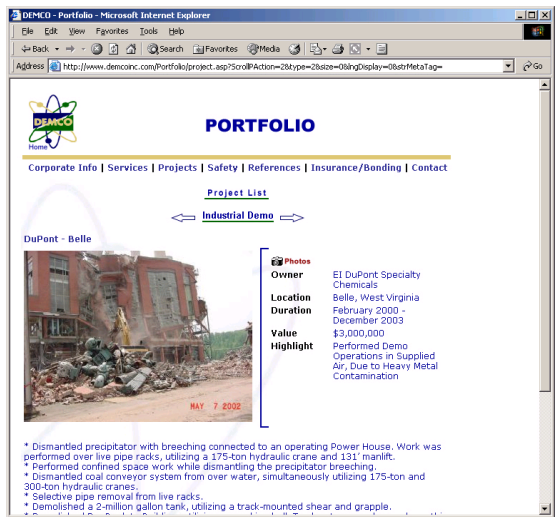 DEMCO - Portfolio - Microsoft Internet Explorer
File Edit View Favorites Tools Help
Back Search Favorites Media
Address http://www.demcoinc.com/Portfolio/project.asp?ScrollPAction=2&type=2&size=0&lngDisplay=0&strMetaTag= Go
DEMCO
Home
PORTFOLIO
Corporate Info | Services | Projects | Safety | References | Insurance/Bonding | Contact
Project List
Industrial Demo
DuPont - Belle
Photos
Owner EI DuPont Specialty
Chemicals
Location Belle, West Virginia
Duration February 2000 -
December 2003
Value $3,000,000
Highlight Performed Demo
Operations in Supplied
Air, Due to Heavy Metal
Contamination
MAY 7 2002
* Dismantled precipitator with breeching connected to an operating Power House. Work was
performed over live pipe racks, utilizing a 175-ton hydraulic crane and 131' manlift.
* Performed confined space work while dismantling the precipitator breeching.
* Dismantled coal conveyor system from over water, simultaneously utilizing 175-ton and
300-ton hydraulic cranes.
* Selective pipe removal from live racks.
* Demolished a 2-million gallon tank, utilizing a track-mounted shear and grapple.